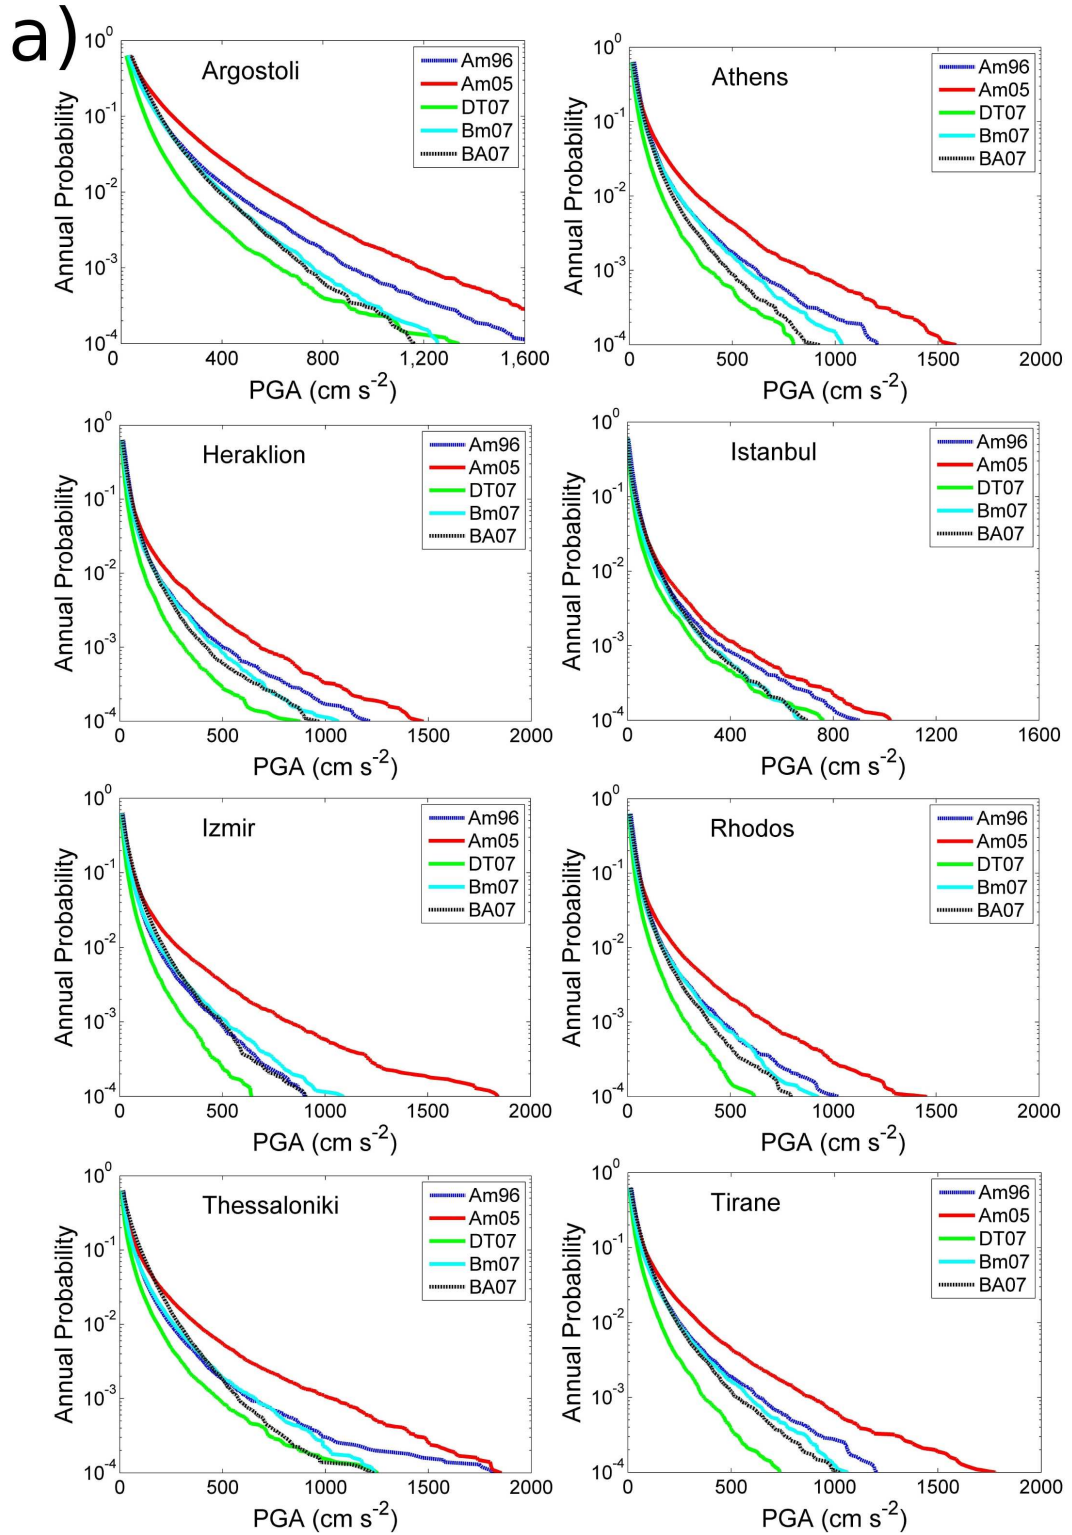 a)
Argostoli
Am96
Am05
DT07
Bm07
BA07
Annual Probability
10^0
10^-1
10^-2
10^-3
10^-4
0 400 800 1,200 1,600
PGA (cm s^-2)
Athens
Am96
Am05
DT07
Bm07
BA07
Annual Probability
10^0
10^-1
10^-2
10^-3
10^-4
0 500 1000 1500 2000
PGA (cm s^-2)
Heraklion
Am96
Am05
DT07
Bm07
BA07
Annual Probability
10^0
10^-1
10^-2
10^-3
10^-4
0 500 1000 1500 2000
PGA (cm s^-2)
Istanbul
Am96
Am05
DT07
Bm07
BA07
Annual Probability
10^0
10^-1
10^-2
10^-3
10^-4
0 400 800 1200 1600
PGA (cm s^-2)
Izmir
Am96
Am05
DT07
Bm07
BA07
Annual Probability
10^0
10^-1
10^-2
10^-3
10^-4
0 500 1000 1500 2000
PGA (cm s^-2)
Rhodos
Am96
Am05
DT07
Bm07
BA07
Annual Probability
10^0
10^-1
10^-2
10^-3
10^-4
0 500 1000 1500 2000
PGA (cm s^-2)
Thessaloniki
Am96
Am05
DT07
Bm07
BA07
Annual Probability
10^0
10^-1
10^-2
10^-3
10^-4
0 400 800 1200 1600 2000
PGA (cm s^-2)
Tirane
Am96
Am05
DT07
Bm07
BA07
Annual Probability
10^0
10^-1
10^-2
10^-3
10^-4
0 500 1000 1500 2000
PGA (cm s^-2)